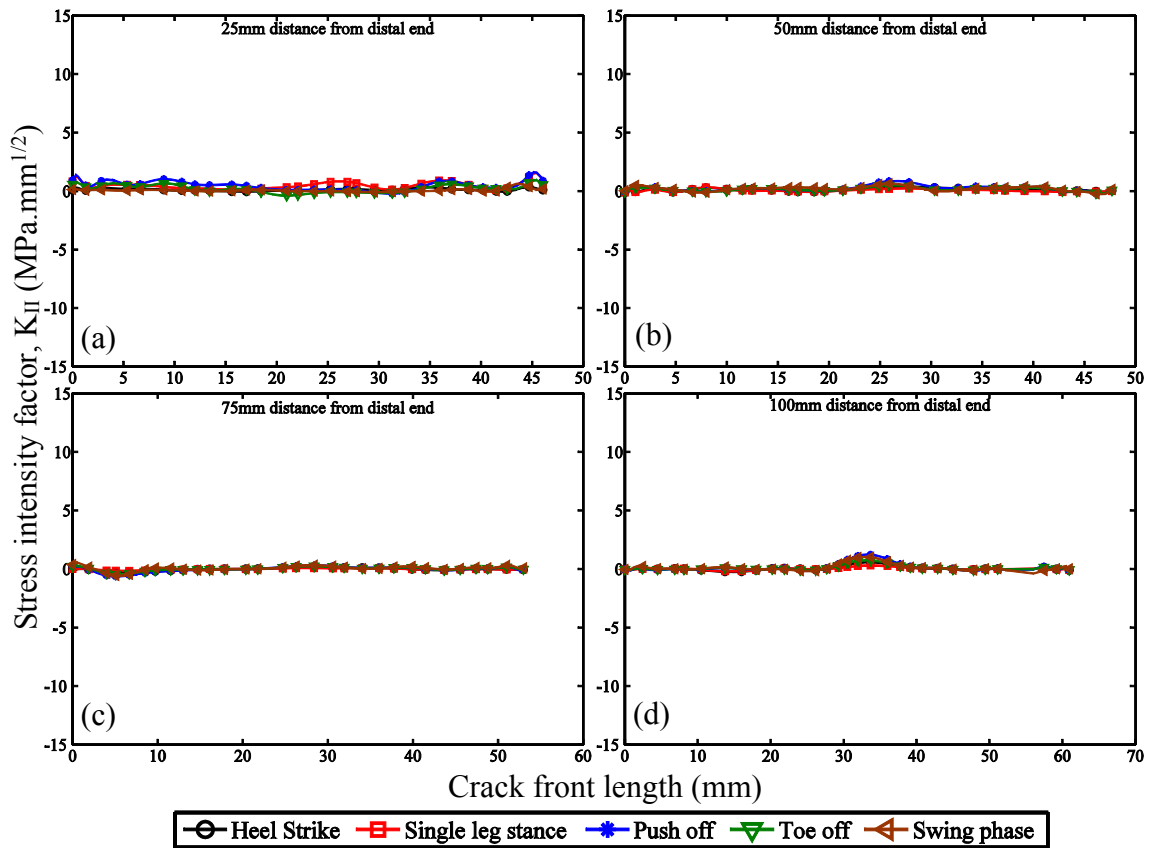 Stress intensity factor, K_II (MPa.mm^1/2)
25mm distance from distal end
15
10
5
0
-5
-10
-15
(a)
0 5 10 15 20 25 30 35 40 45 50
50mm distance from distal end
15
10
5
0
-5
-10
-15
(b)
0 5 10 15 20 25 30 35 40 45 50
75mm distance from distal end
15
10
5
0
-5
-10
-15
(c)
0 10 20 30 40 50 60
100mm distance from distal end
15
10
5
0
-5
-10
-15
(d)
0 10 20 30 40 50 60 70
Crack front length (mm)
Heel Strike Single leg stance Push off Toe off Swing phase